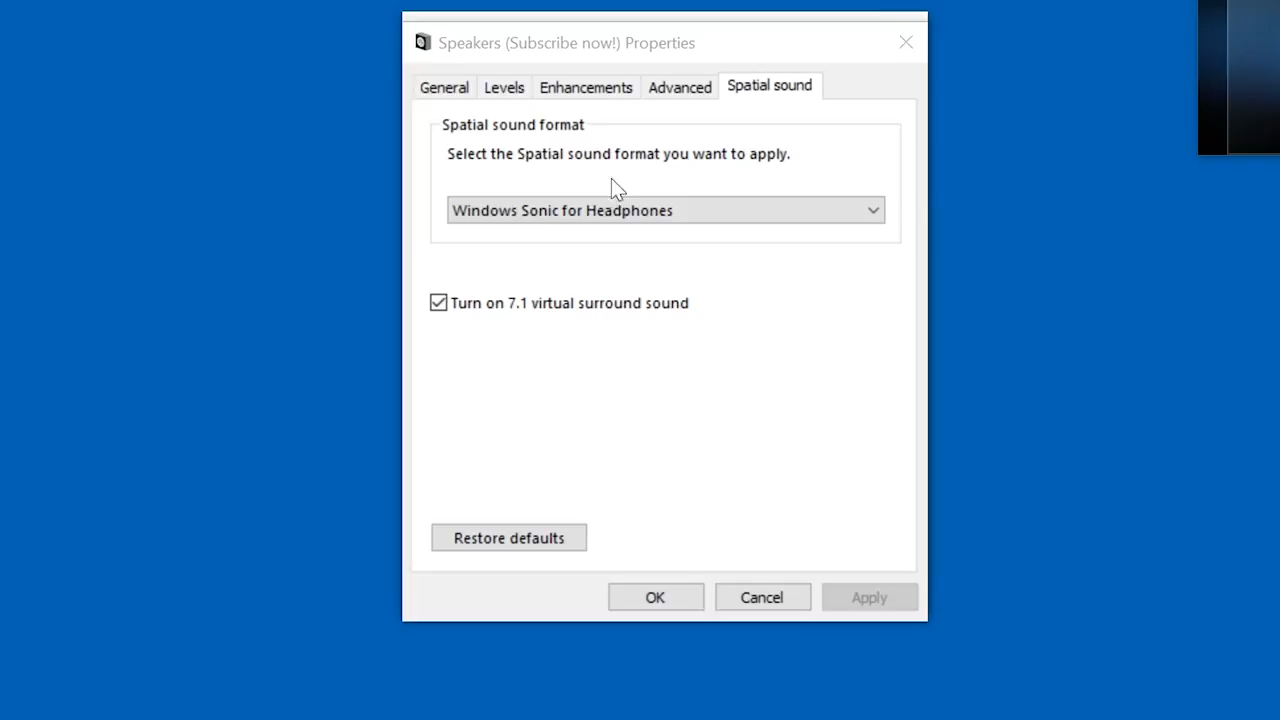 Speakers (Subscribe now!) Properties
General Levels Enhancements Advanced Spatial sound
Spatial sound format
Select the Spatial sound format you want to apply.
Windows Sonic for Headphones
Turn on 7.1 virtual surround sound
Restore defaults
OK Cancel Apply